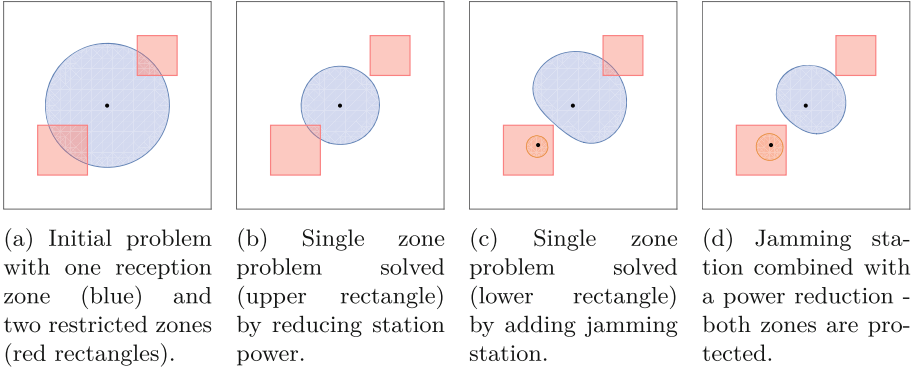 (a) Initial problem
with one reception
zone (blue) and
two restricted zones
(red rectangles).
(b) Single zone
problem solved
(upper rectangle)
by reducing station
power.
(c) Single zone
problem solved
(lower rectangle)
by adding jamming
station.
(d) Jamming sta-
tion combined with
a power reduction -
both zones are pro-
tected.